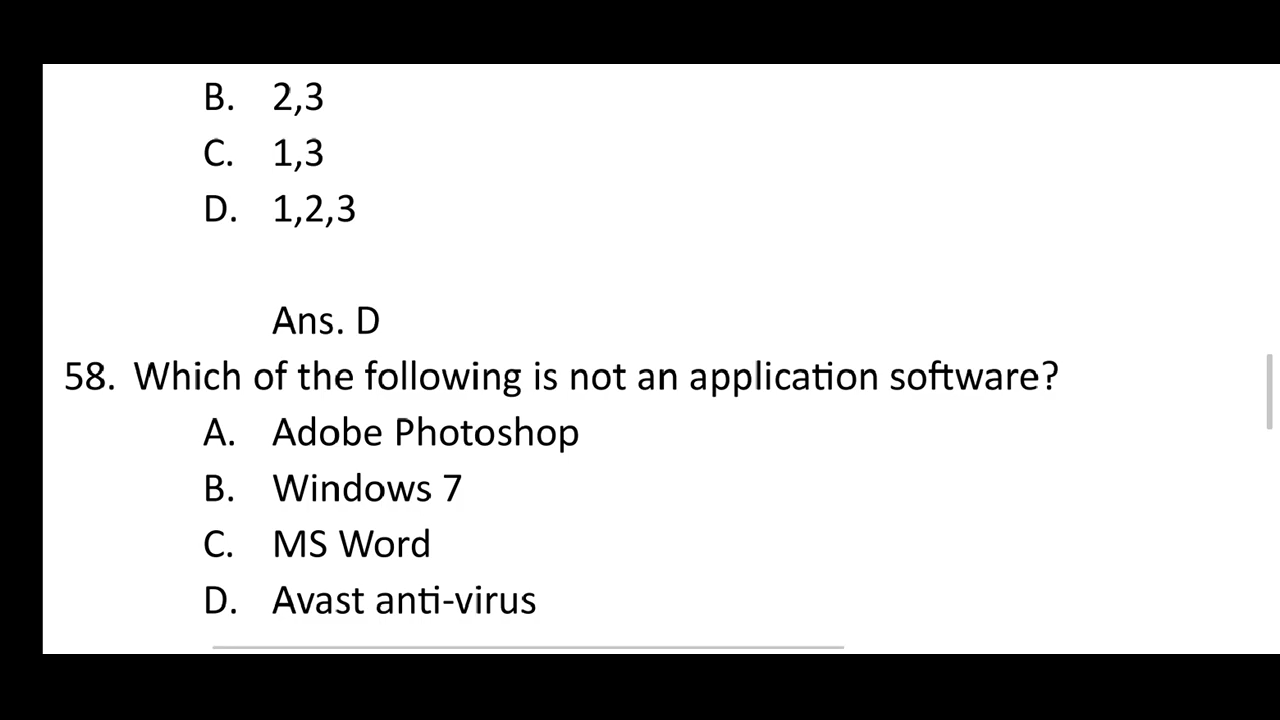 B. 2,3
C. 1,3
D. 1,2,3
Ans. D
58. Which of the following is not an application software?
A. Adobe Photoshop
B. Windows 7
C. MS Word
D. Avast anti-virus